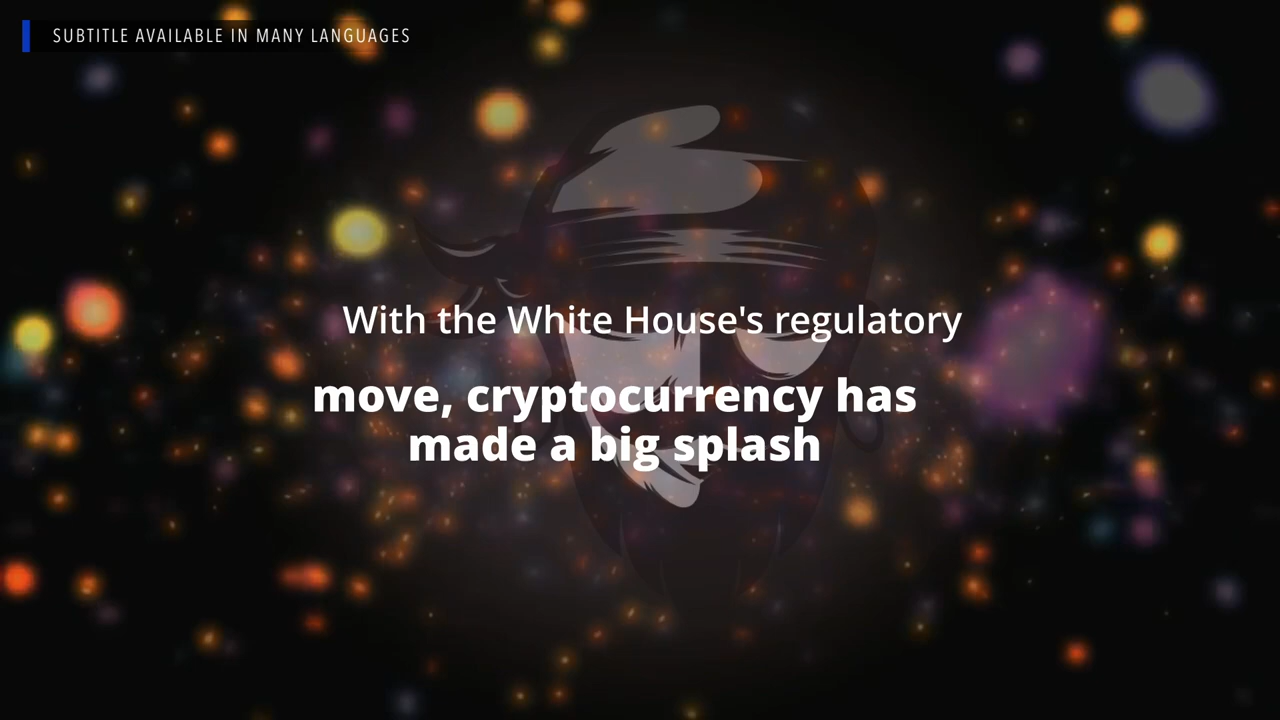 SUBTITLE AVAILABLE IN MANY LANGUAGES
With the White House's regulatory
move, cryptocurrency has
made a big splash